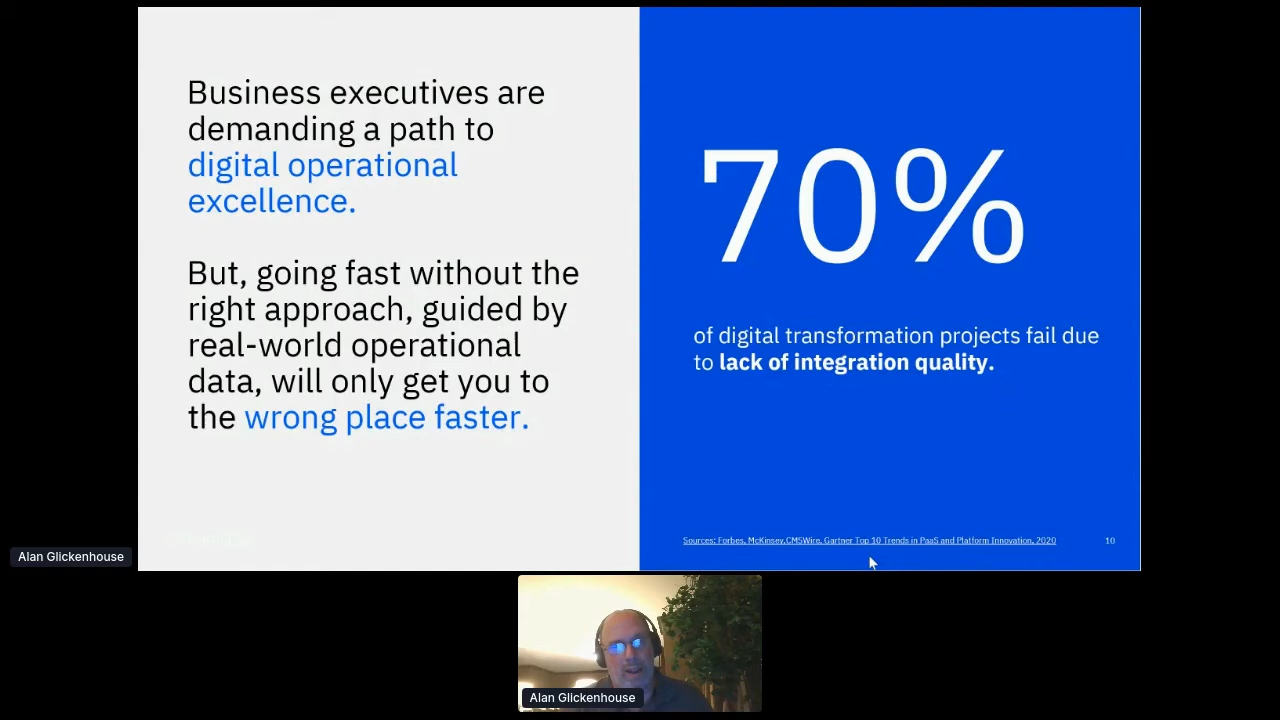 Business executives are
demanding a path to
digital operational
excellence.
But, going fast without the
right approach, guided by
real-world operational
data, will only get you to
the wrong place faster.
70%
of digital transformation projects fail due
to lack of integration quality.
Sources: Forbes, McKinsey,CMSWire, Gartner Top 10 Trends in PaaS and Platform Innovation, 2020
10
Alan Glickenhouse
Alan Glickenhouse